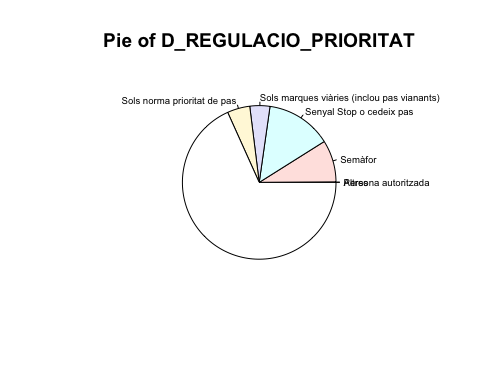 Pie of D_REGULACIO_PRIORITAT
Sols marques viàries (inclou pas vianants)
Sols norma prioritat de pas
Senyal Stop o cedeix pas
Semàfor
autoritzada